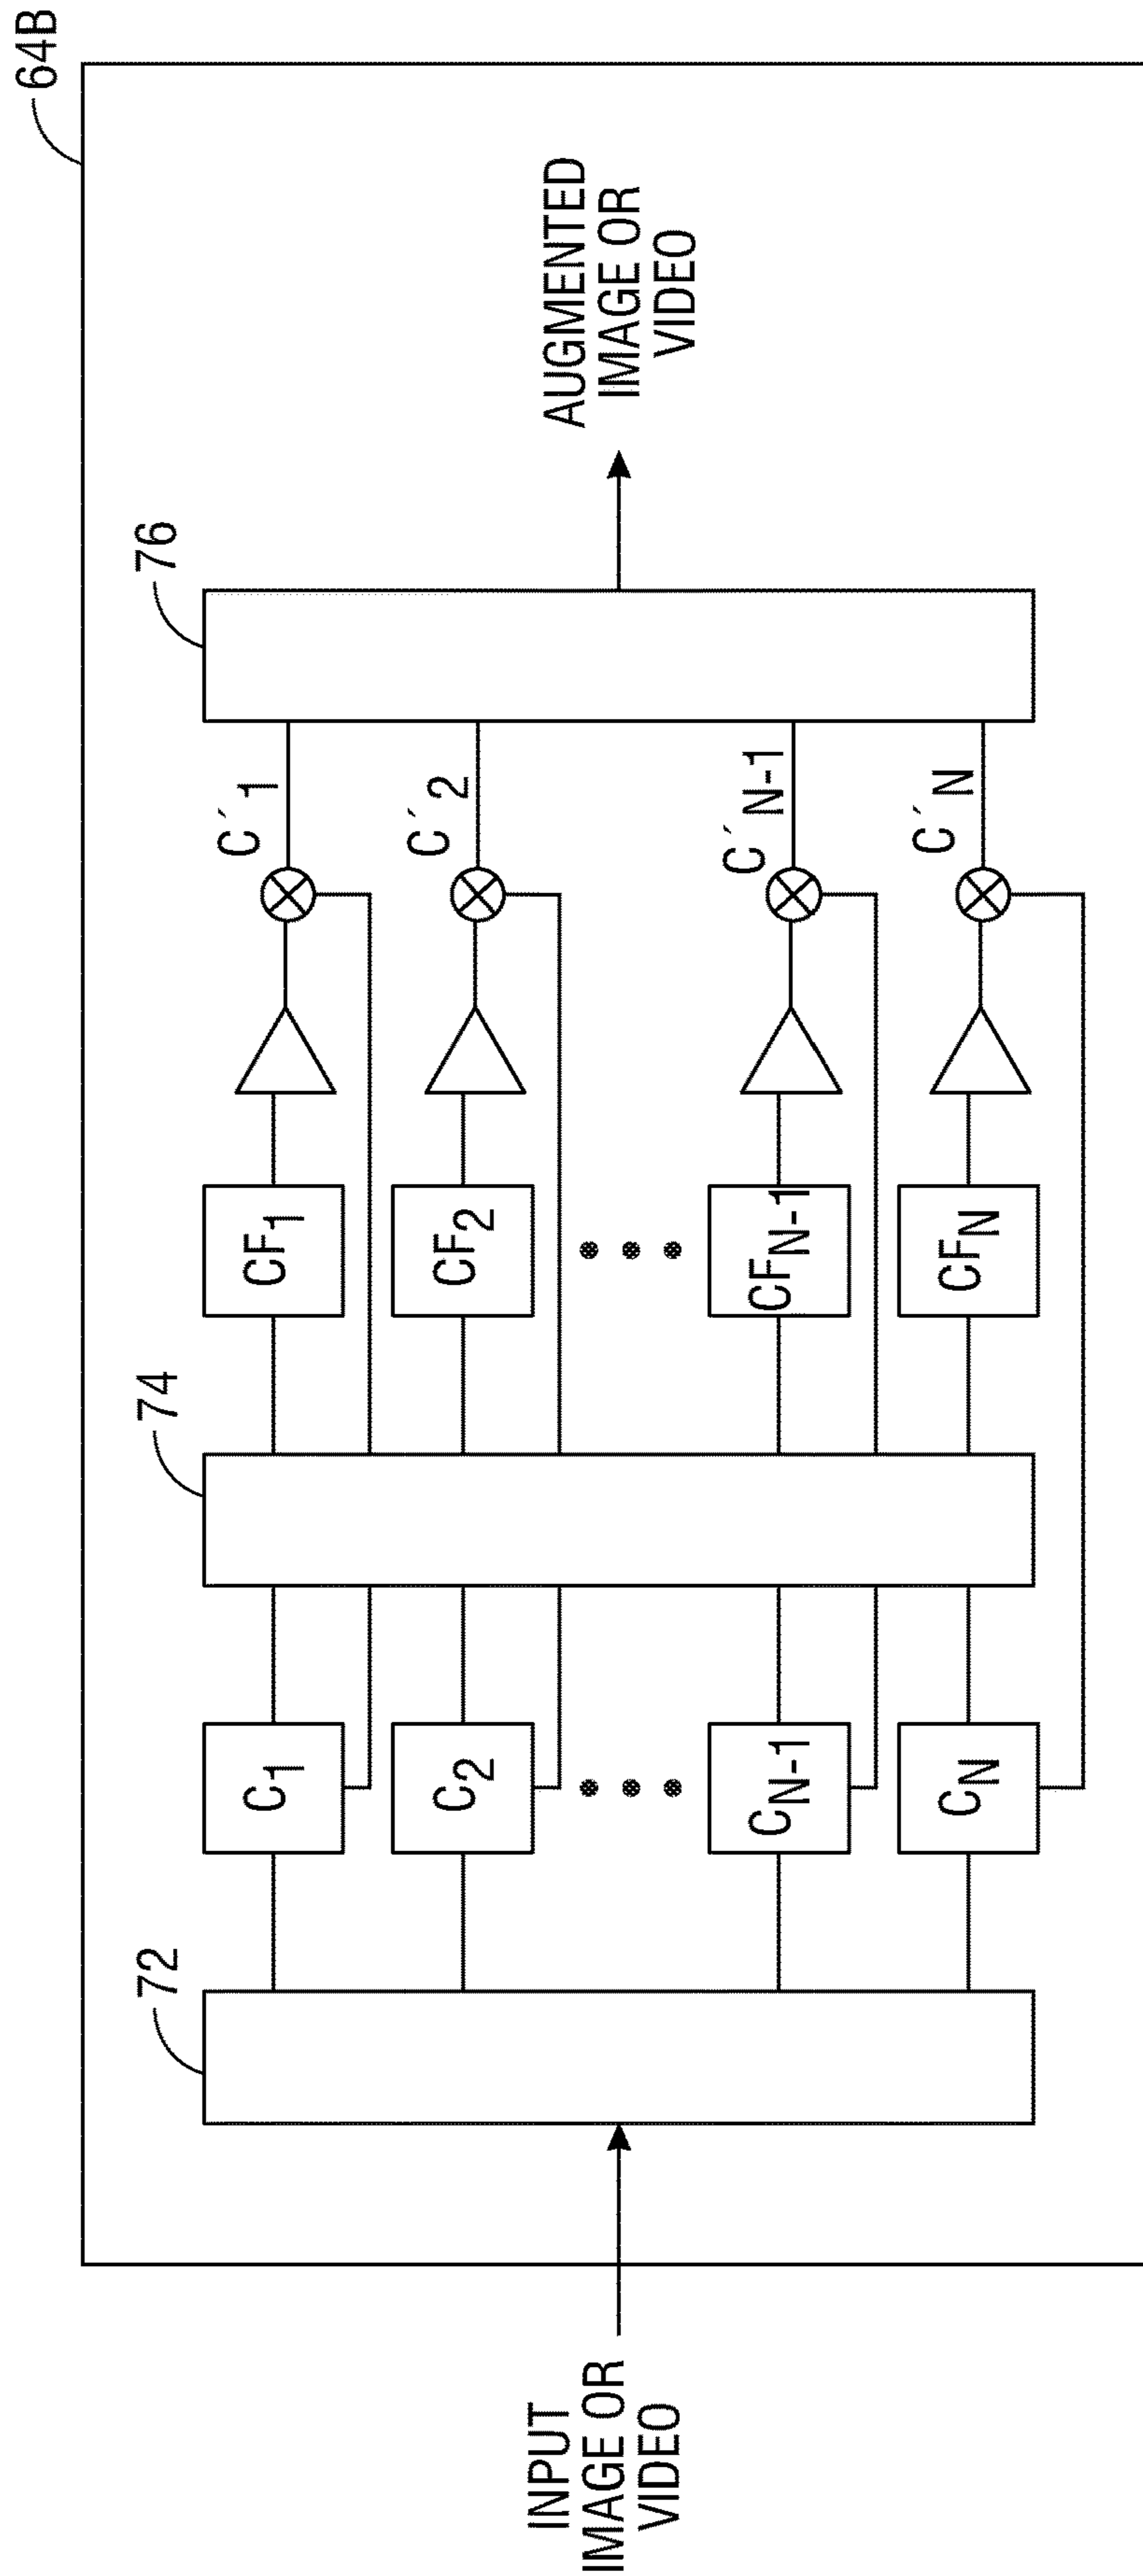 64B
INPUT
IMAGE OR
VIDEO
72
C1
C2
CN-1
CN
74
CF1
CF2
CFN-1
CFN
C´1
C´2
C´N-1
C´N
76
AUGMENTED
IMAGE OR
VIDEO